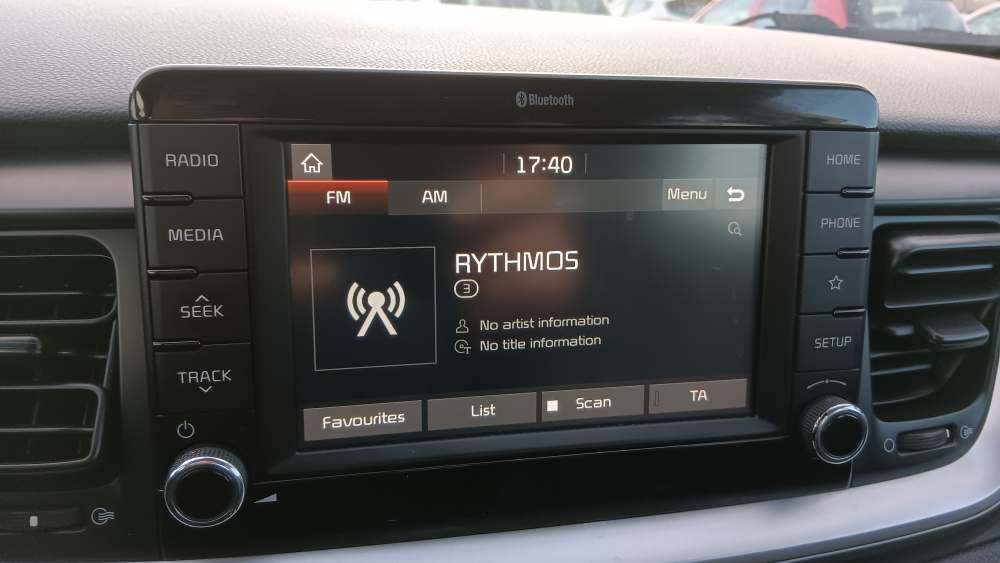 Bluetooth
RADIO
MEDIA
SEEK
TRACK
17:40
FM AM Menu
RYTHMOS
3
No artist information
No title information
Favourites List Scan TA
HOME
PHONE
SETUP